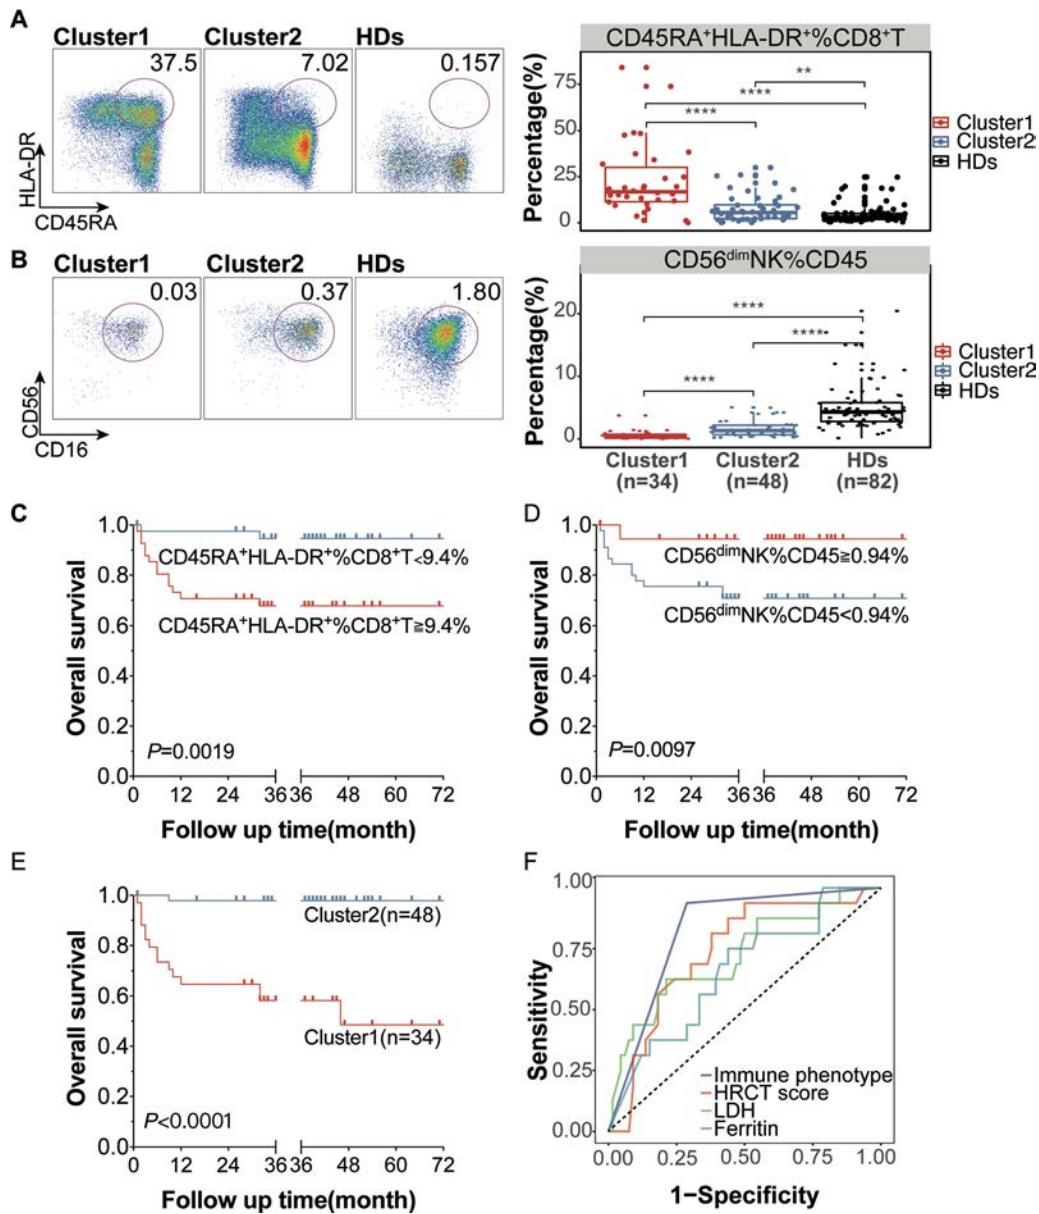 A
Cluster1 Cluster2 HDs
37.5 7.02 0.157
HLA-DR
CD45RA
CD45RA⁺HLA-DR⁺%CD8⁺T
Percentage(%)
75
50
25
0
**
****
****
Cluster1
Cluster2
HDs
B
Cluster1 Cluster2 HDs
0.03 0.37 1.80
CD56
CD16
CD56ᵈⁱᵐNK%CD45
Percentage(%)
20
10
0
****
****
****
Cluster1
Cluster2
HDs
Cluster1 Cluster2 HDs
(n=34) (n=48) (n=82)
C
Overall survival
1.0
0.8
0.6
0.4
0.2
0.0
CD45RA⁺HLA-DR⁺%CD8⁺T<9.4%
CD45RA⁺HLA-DR⁺%CD8⁺T≧9.4%
P=0.0019
0 12 24 36 36 48 60 72
Follow up time(month)
D
Overall survival
1.0
0.8
0.6
0.4
0.2
0.0
CD56ᵈⁱᵐNK%CD45≧0.94%
CD56ᵈⁱᵐNK%CD45<0.94%
P=0.0097
0 12 24 36 36 48 60 72
Follow up time(month)
E
Overall survival
1.0
0.8
0.6
0.4
0.2
0.0
Cluster2(n=48)
Cluster1(n=34)
P<0.0001
0 12 24 36 36 48 60 72
Follow up time(month)
F
Sensitivity
1.00
0.75
0.50
0.25
0.00
Immune phenotype
HRCT score
LDH
Ferritin
0.00 0.25 0.50 0.75 1.00
1−Specificity